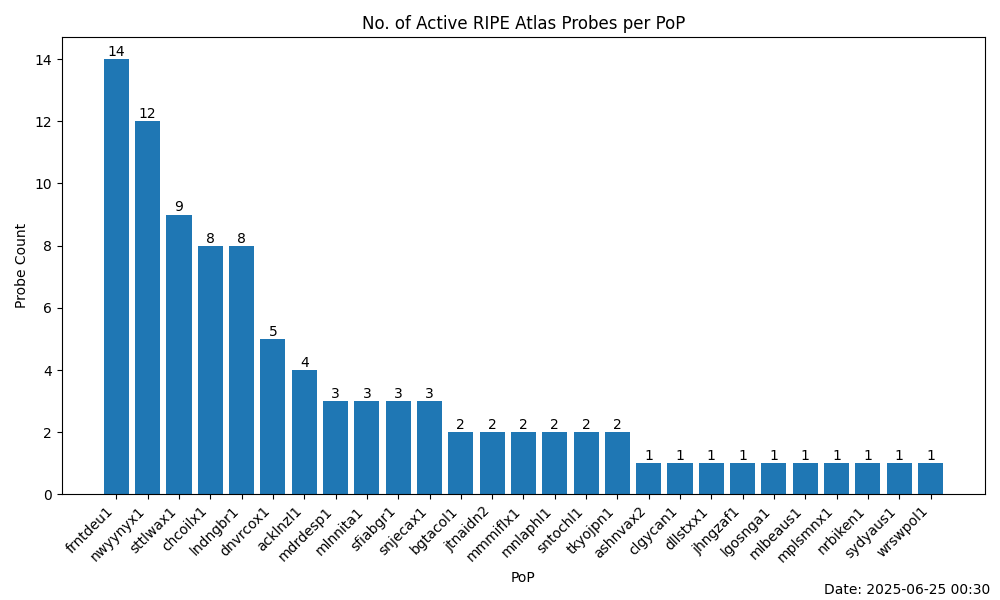 No. of Active RIPE Atlas Probes per PoP
14
12
9
8
8
5
4
3
3
3
3
2
2
2
2
2
2
1
1
1
1
1
1
1
1
1
1
Probe Count
14
12
10
8
6
4
2
0
frntdeu1
nwyynyx1
sttlwax1
chcoilx1
lndngbr1
dnvrcox1
acklnzl1
mdrdesp1
mlnnita1
sfiabgr1
snjecax1
bgtacol1
jtnaidn2
mmmiflx1
mnlaphl1
sntochl1
tkyojpn1
ashnvax2
clgycan1
dllstxx1
jhngzaf1
lgosnga1
mlbeaus1
mplsmnx1
nrbiken1
sydyaus1
wrswpol1
PoP
Date: 2025-06-25 00:30